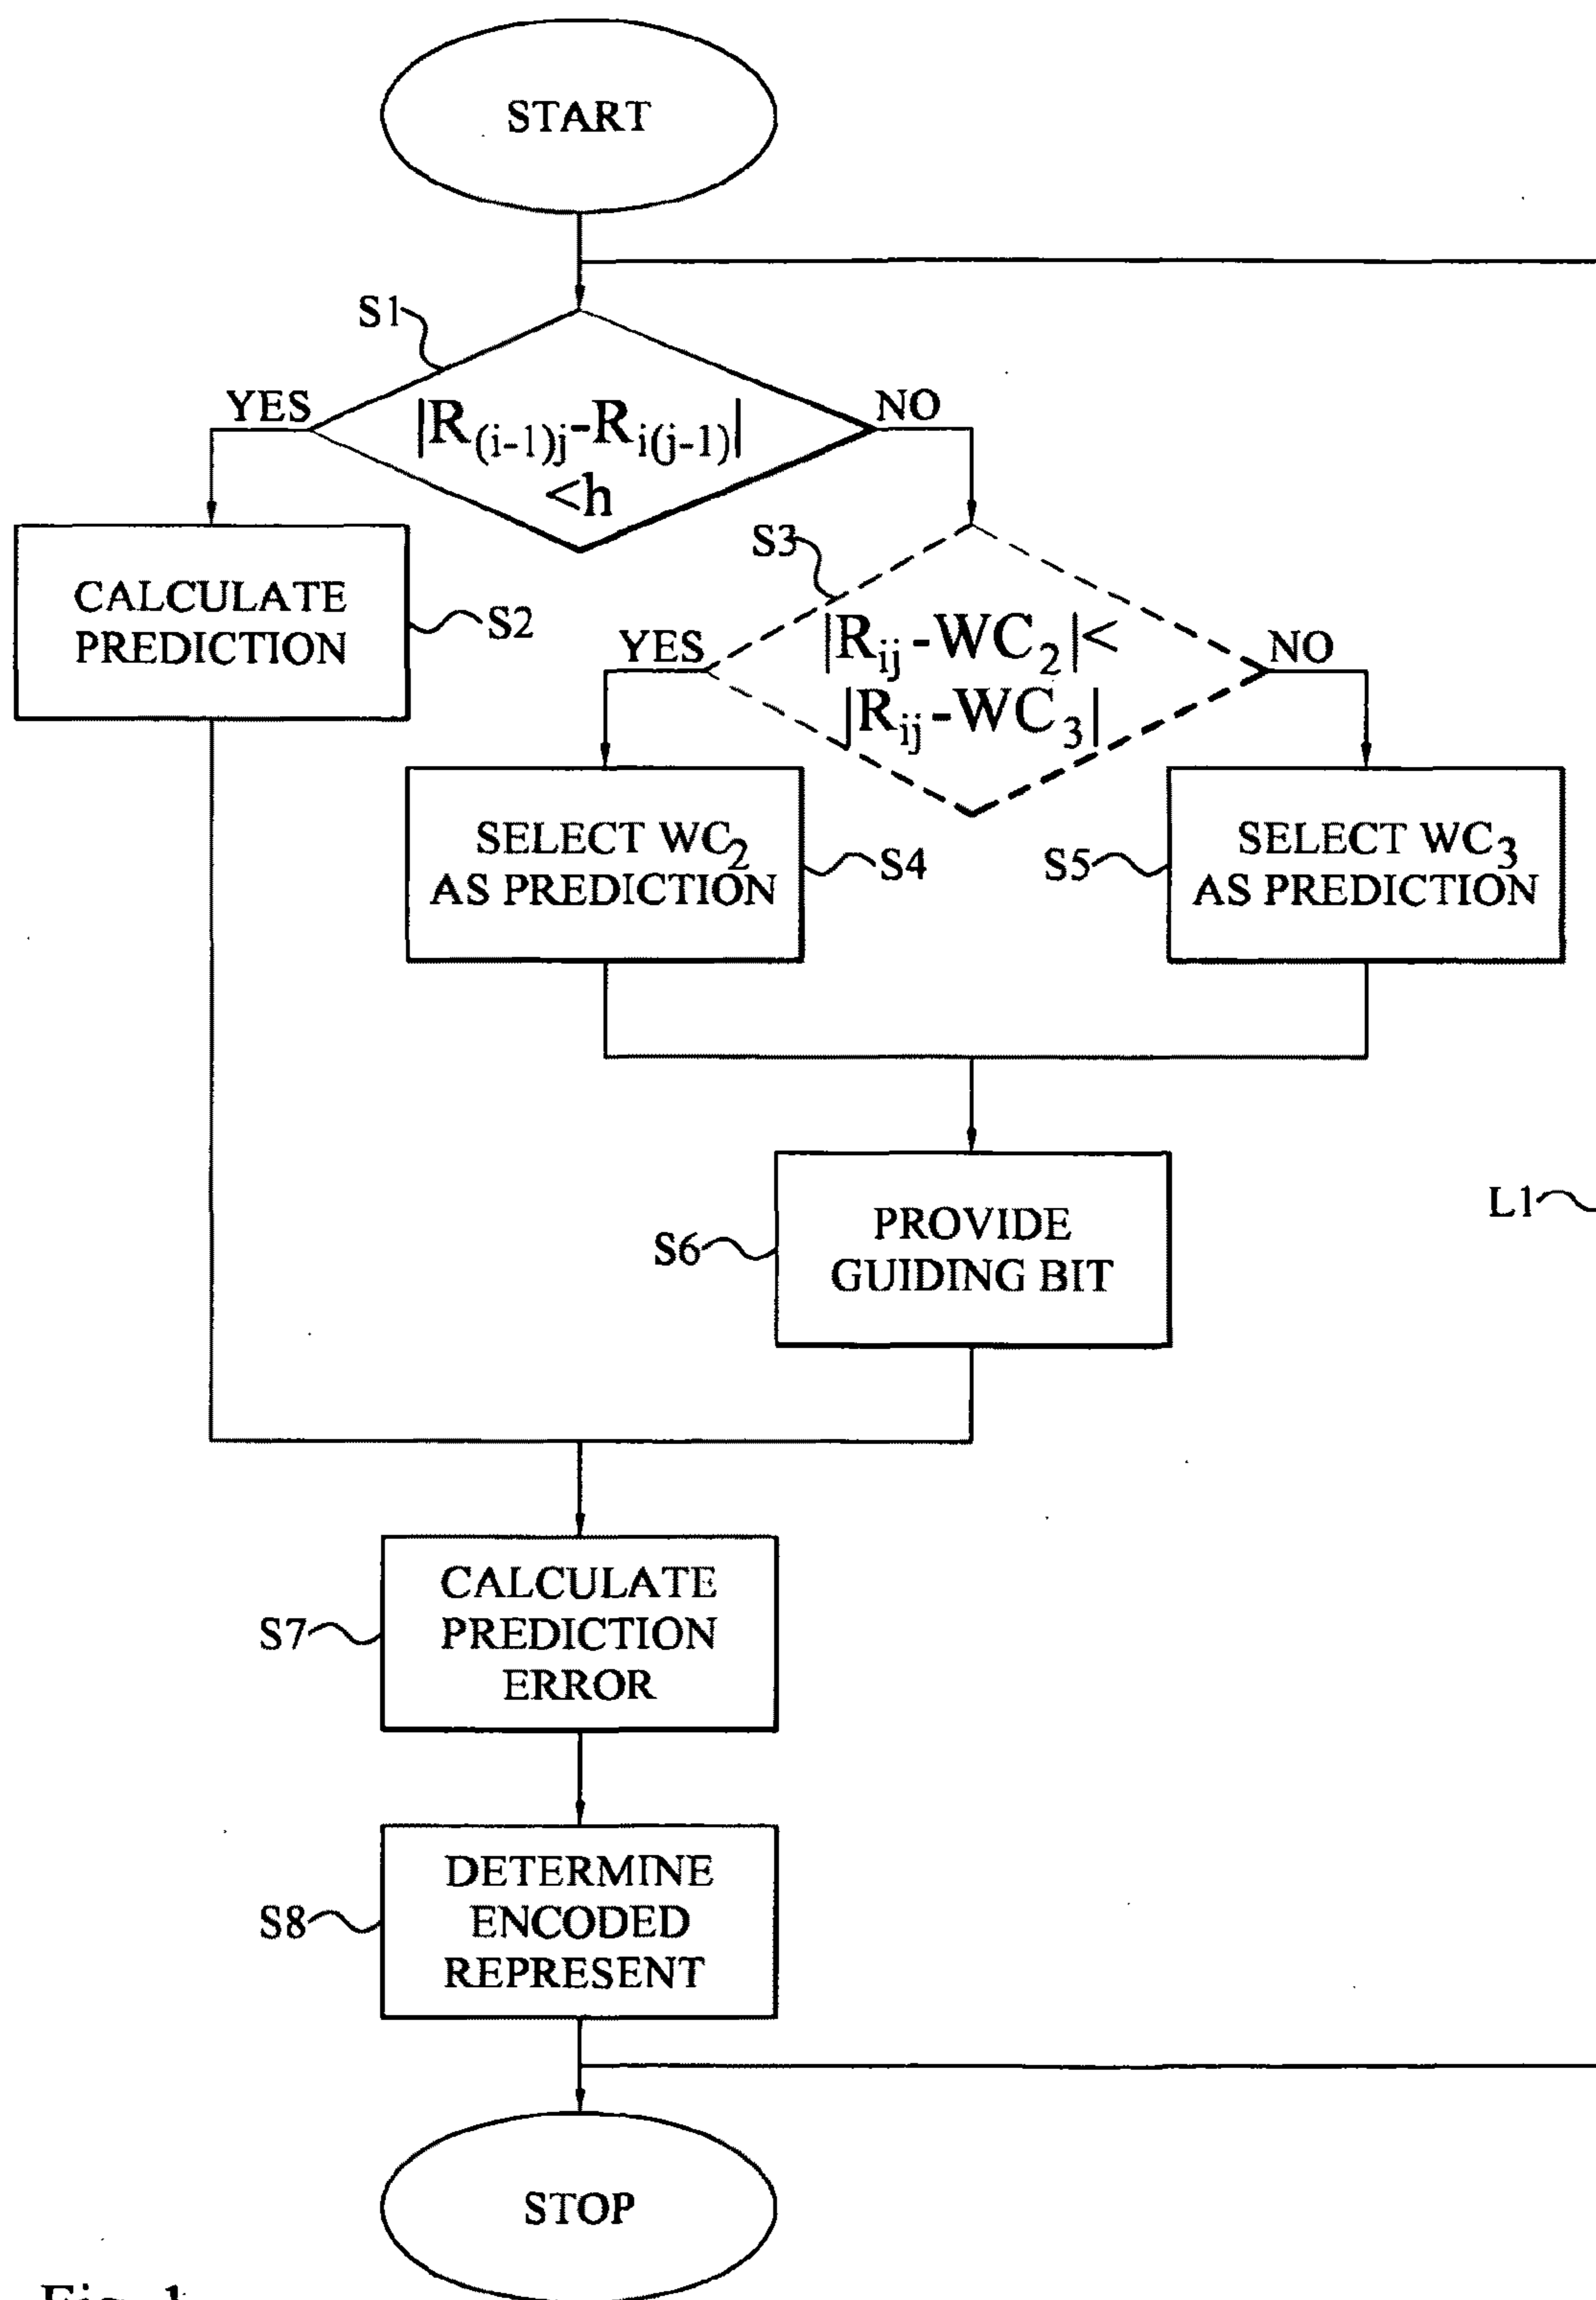 START
S1
YES
NO
|R(i-1)j-Ri(j-1)|
<h
S3
CALCULATE
PREDICTION
S2
YES
NO
|Rij-WC2|<
|Rij-WC3|
SELECT WC2
AS PREDICTION
S4
S5
SELECT WC3
AS PREDICTION
L1
S6
PROVIDE
GUIDING BIT
S7
CALCULATE
PREDICTION
ERROR
S8
DETERMINE
ENCODED
REPRESENT
STOP
Fig. 1